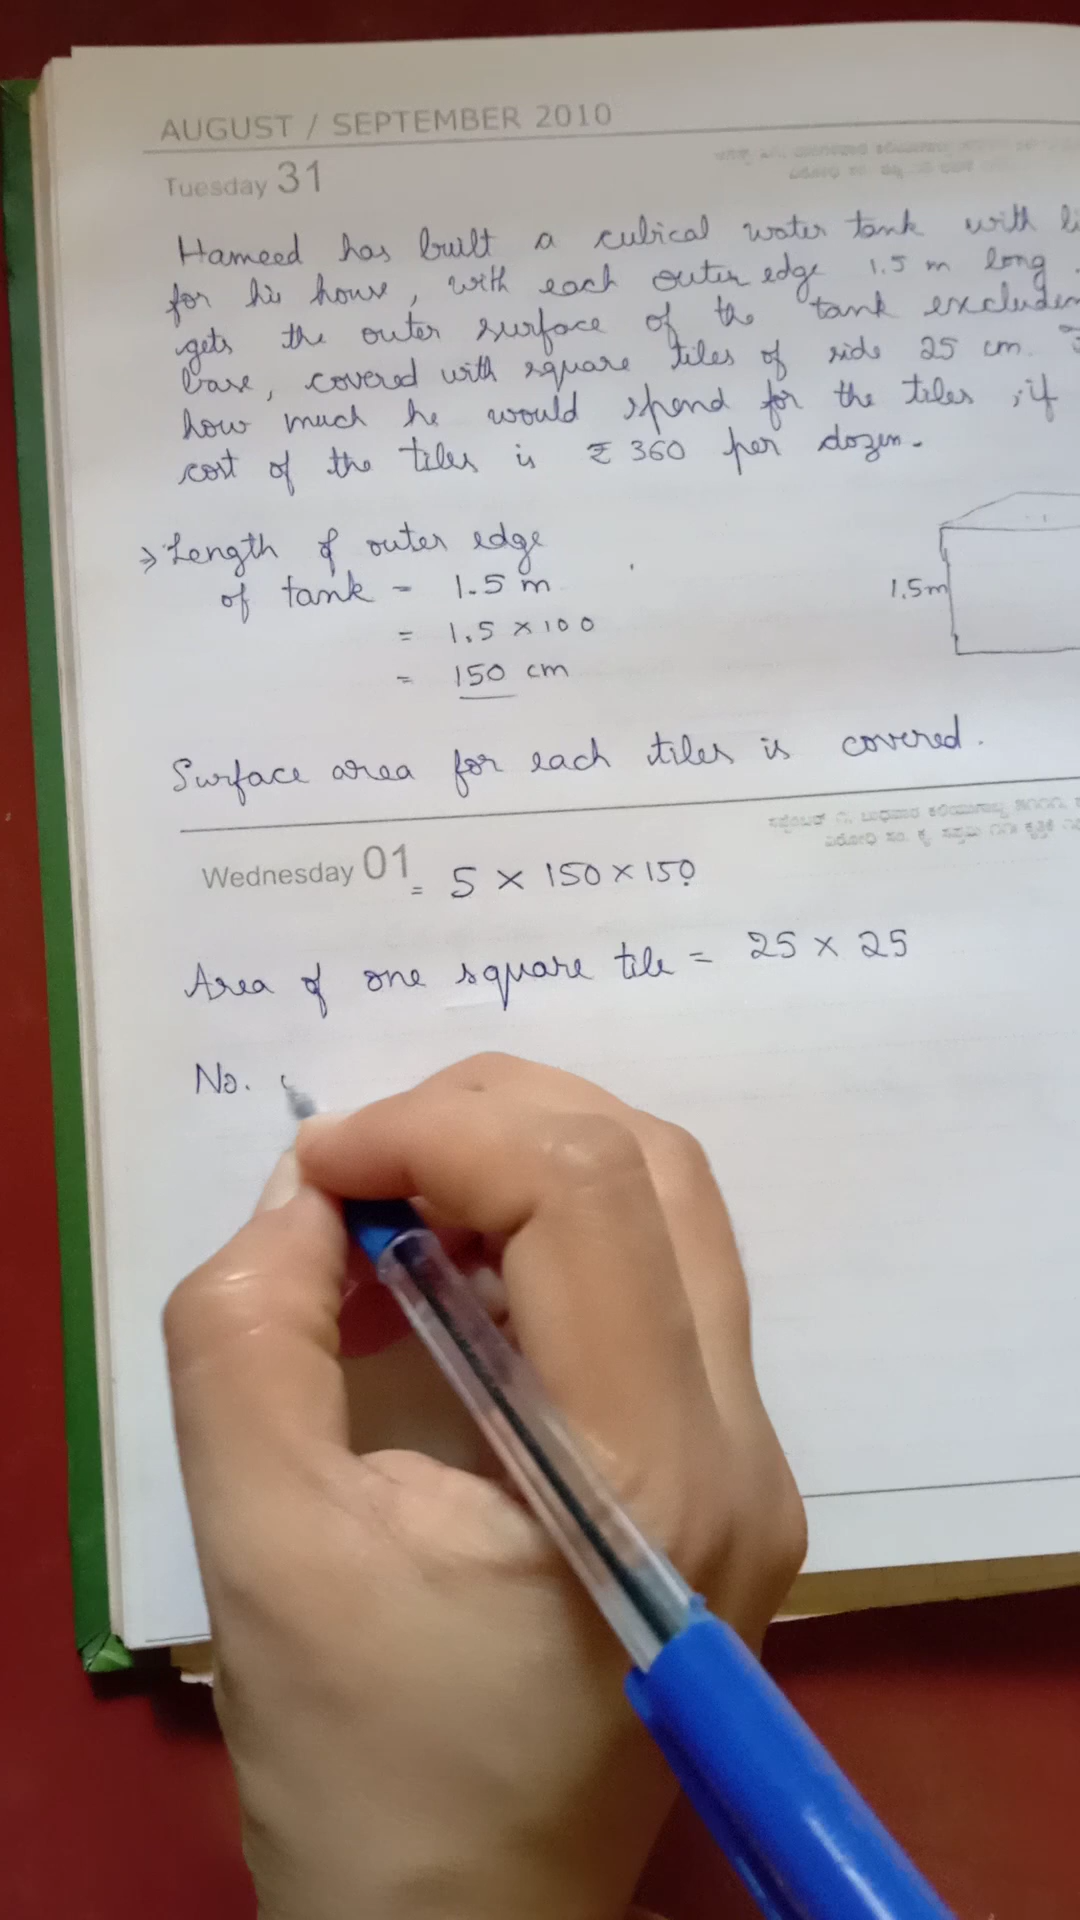 AUGUST / SEPTEMBER 2010
Tuesday 31
Hameed has built a cubical water tank with li
for his house, with each outer edge 1.5 m long
gets the outer surface of the tank excluden
base, covered with square tiles of side 25 cm.
how much he would spend for the tiles, if
cost of the tiles is ₹ 360 per dozen.
⇒ Length of outer edge
of tank = 1.5 m
= 1.5 × 100
= 150 cm
1.5m
Surface area for each tiles is covered.
Wednesday 01
= 5 × 150 × 150
Area of one square tile = 25 × 25
No.